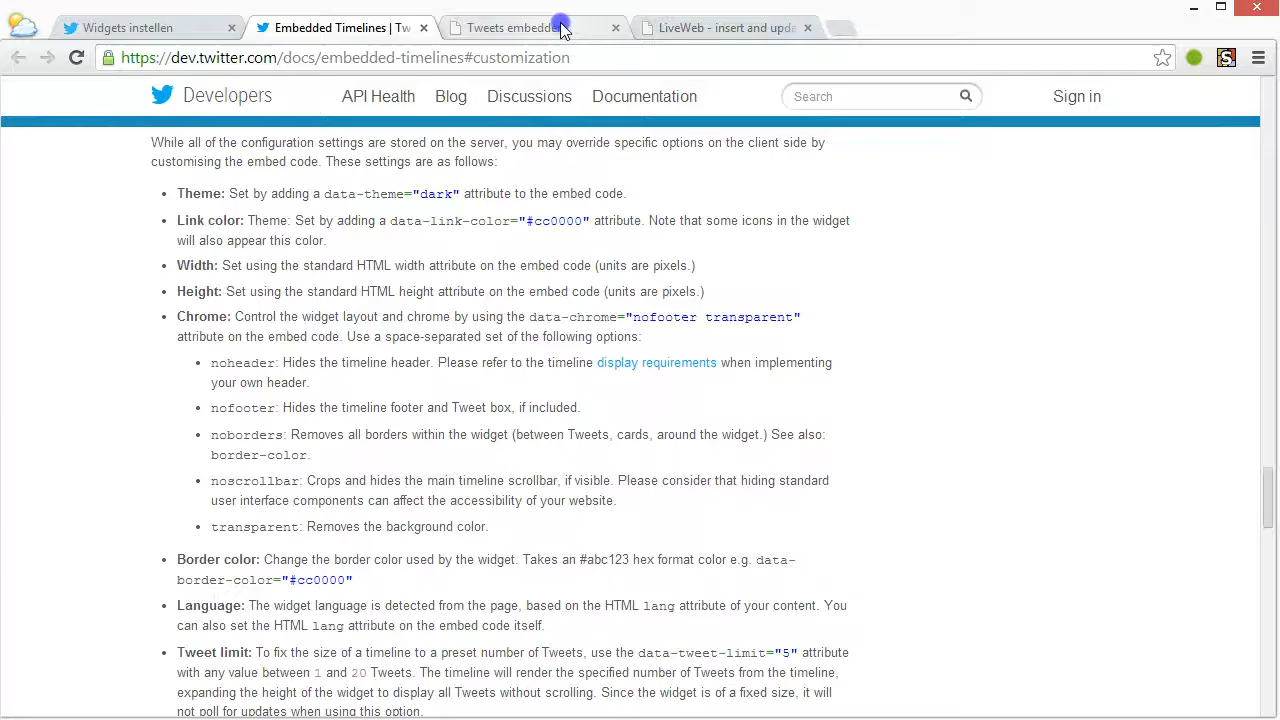 Widgets instellen
Embedded Timelines | Tw
Tweets embedde
LiveWeb - insert and upda
https://dev.twitter.com/docs/embedded-timelines#customization
Developers
API Health
Blog
Discussions
Documentation
Search
Sign in
While all of the configuration settings are stored on the server, you may override specific options on the client side by
customising the embed code. These settings are as follows:
• Theme: Set by adding a data-theme="dark" attribute to the embed code.
• Link color: Theme: Set by adding a data-link-color="#cc0000" attribute. Note that some icons in the widget
will also appear this color.
• Width: Set using the standard HTML width attribute on the embed code (units are pixels.)
• Height: Set using the standard HTML height attribute on the embed code (units are pixels.)
• Chrome: Control the widget layout and chrome by using the data-chrome="nofooter transparent"
attribute on the embed code. Use a space-separated set of the following options:
• noheader: Hides the timeline header. Please refer to the timeline display requirements when implementing
your own header.
• nofooter: Hides the timeline footer and Tweet box, if included.
• noborders: Removes all borders within the widget (between Tweets, cards, around the widget.) See also:
border-color.
• noscrollbar: Crops and hides the main timeline scrollbar, if visible. Please consider that hiding standard
user interface components can affect the accessibility of your website.
• transparent: Removes the background color.
• Border color: Change the border color used by the widget. Takes an #abc123 hex format color e.g. data-
border-color="#cc0000"
• Language: The widget language is detected from the page, based on the HTML lang attribute of your content. You
can also set the HTML lang attribute on the embed code itself.
• Tweet limit: To fix the size of a timeline to a preset number of Tweets, use the data-tweet-limit="5" attribute
with any value between 1 and 20 Tweets. The timeline will render the specified number of Tweets from the timeline,
expanding the height of the widget to display all Tweets without scrolling. Since the widget is of a fixed size, it will
not poll for updates when using this option.